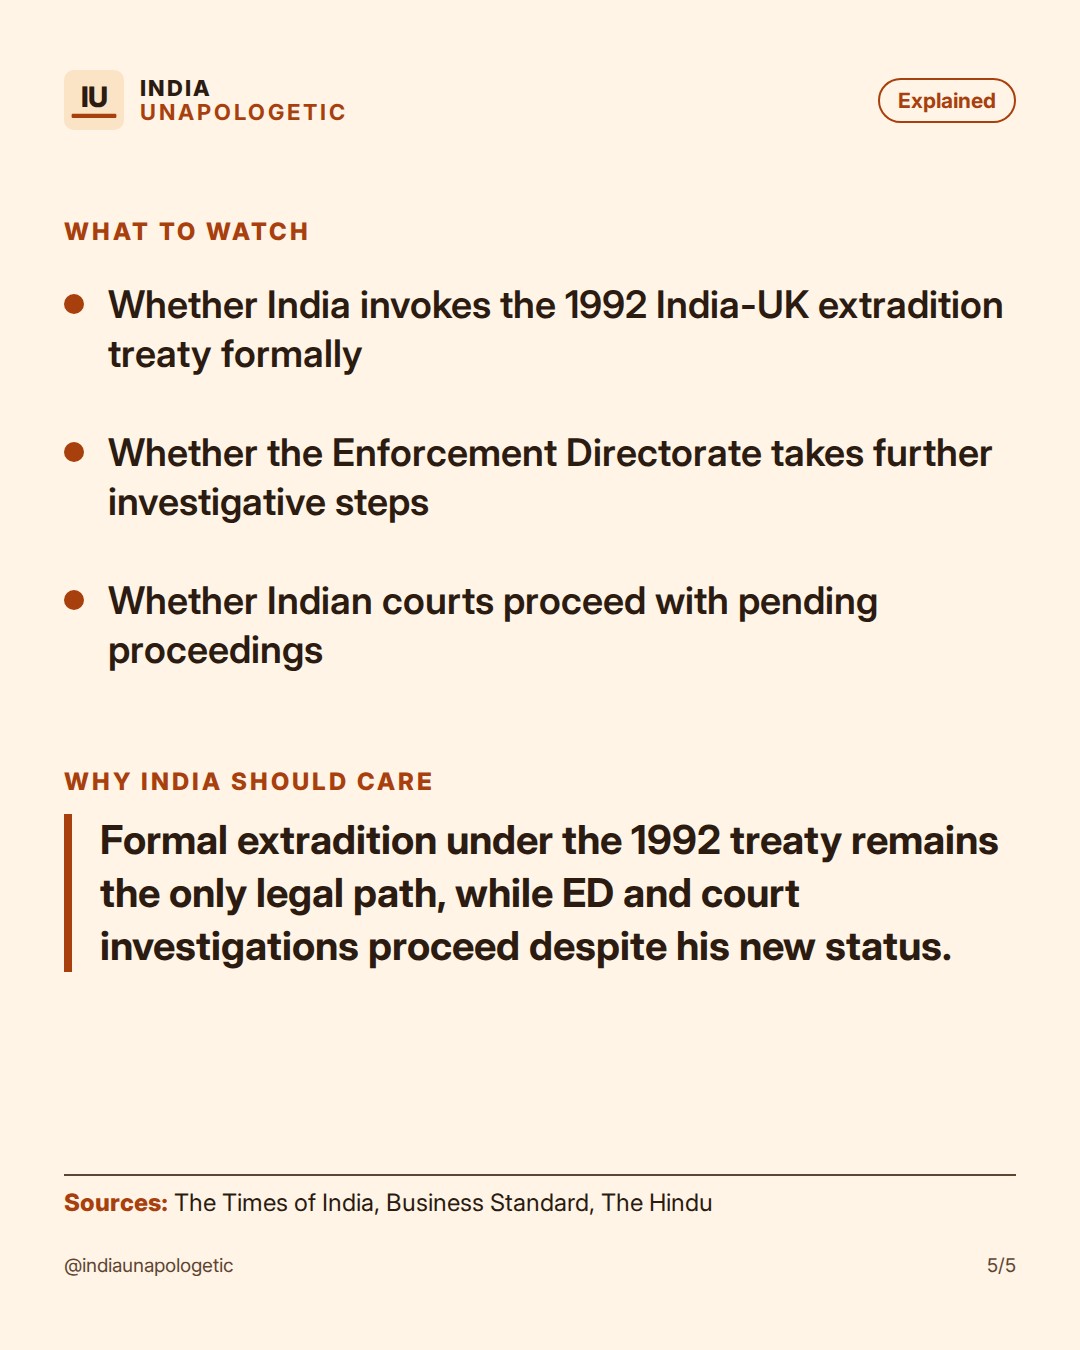 IU
INDIA
UNAPOLOGETIC
Explained
WHAT TO WATCH
Whether India invokes the 1992 India-UK extradition
treaty formally
Whether the Enforcement Directorate takes further
investigative steps
Whether Indian courts proceed with pending
proceedings
WHY INDIA SHOULD CARE
Formal extradition under the 1992 treaty remains
the only legal path, while ED and court
investigations proceed despite his new status.
Sources: The Times of India, Business Standard, The Hindu
@indiaunapologetic
5/5